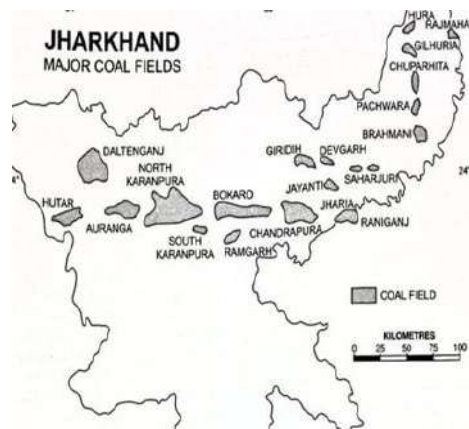 JHARKHAND
MAJOR COAL FIELDS
HURA
RAJMAHA
GILHURIA
CHUPARHITA
PACHWARA
BRAHMANI
DALTENGANJ
NORTH
KARANPURA
GIRIDIH
DEVGARH
24°
SAHARJURI
JAYANTI
HUTAR
AURANGA
BOKARO
JHARIA
RANIGANJ
CHANDRAPURA
SOUTH
KARANPURA
RAMGARH
COAL FIELD
KILOMETRES
0 25 50 75 100